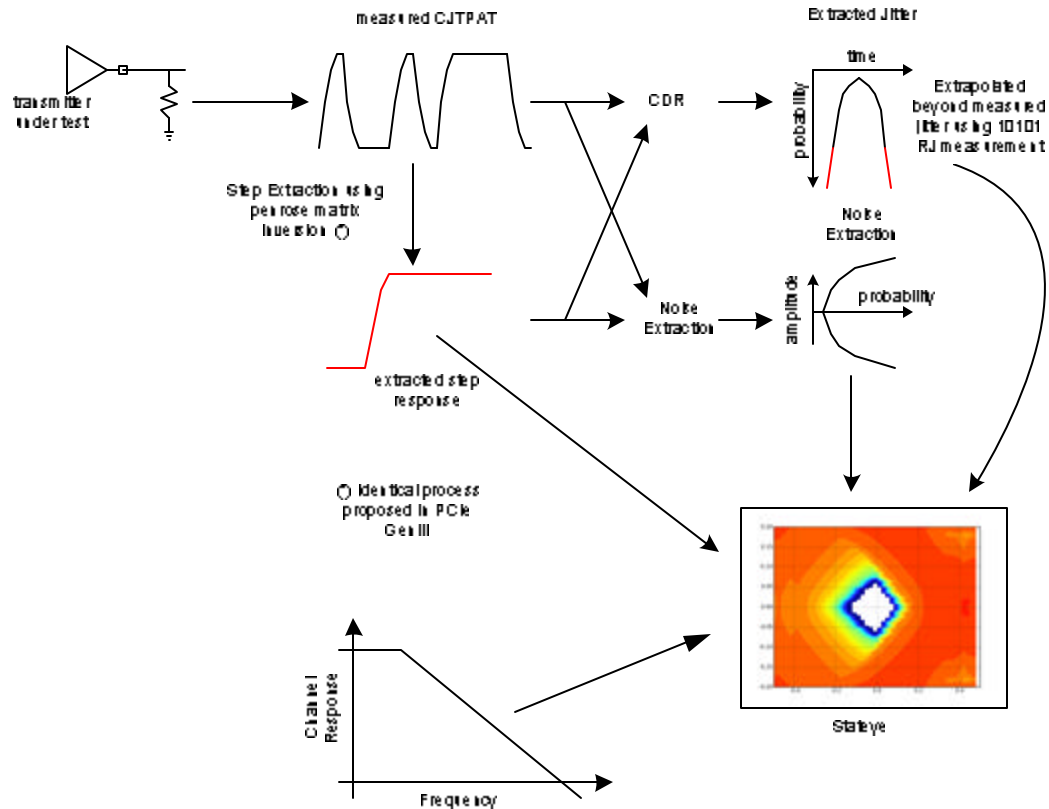 measured CJTPAT
Extracted Jitter
time
probability
transmitter
under test
CDR
Extrapolated
beyond measured
jitter using 10101
RJ measurement
Step Extraction using
penrose matrix
inversion
Noise
Extraction
amplitude
probability
Noise
Extraction
extracted step
response
Identical process
proposed in PCIe
Gen III
Channel
Response
Frequency
Stateye